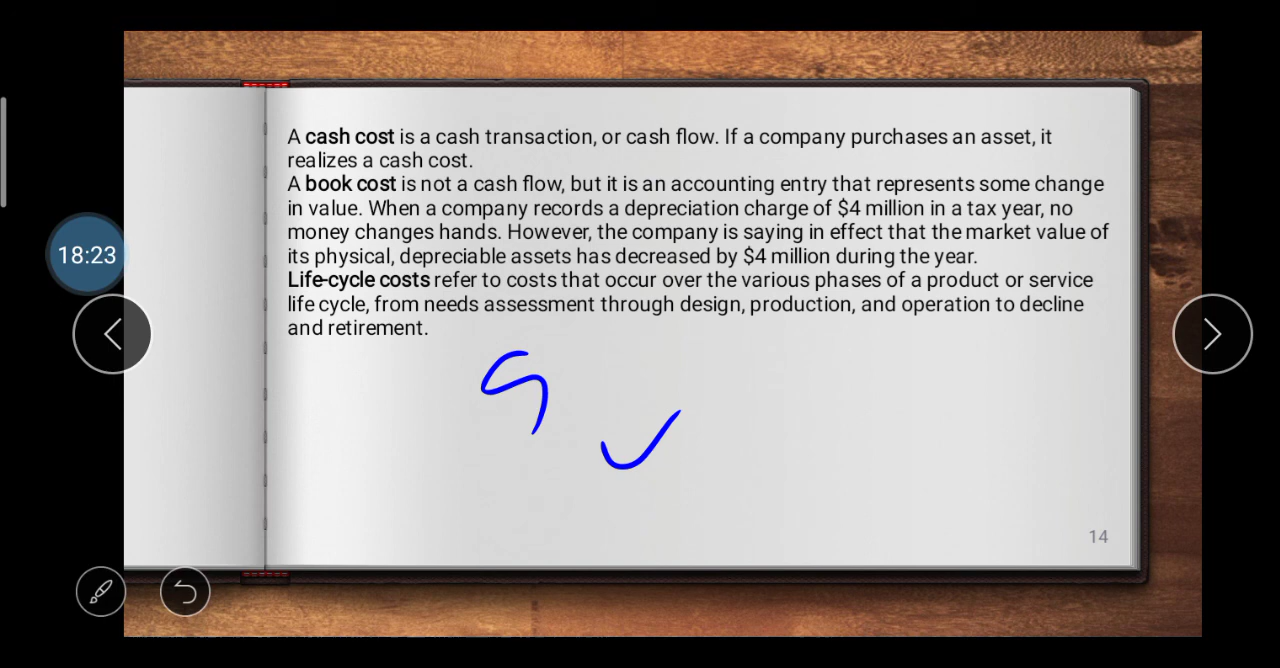 A cash cost is a cash transaction, or cash flow. If a company purchases an asset, it
realizes a cash cost.
A book cost is not a cash flow, but it is an accounting entry that represents some change
in value. When a company records a depreciation charge of $4 million in a tax year, no
money changes hands. However, the company is saying in effect that the market value of
its physical, depreciable assets has decreased by $4 million during the year.
Life-cycle costs refer to costs that occur over the various phases of a product or service
life cycle, from needs assessment through design, production, and operation to decline
and retirement.
18:23
14